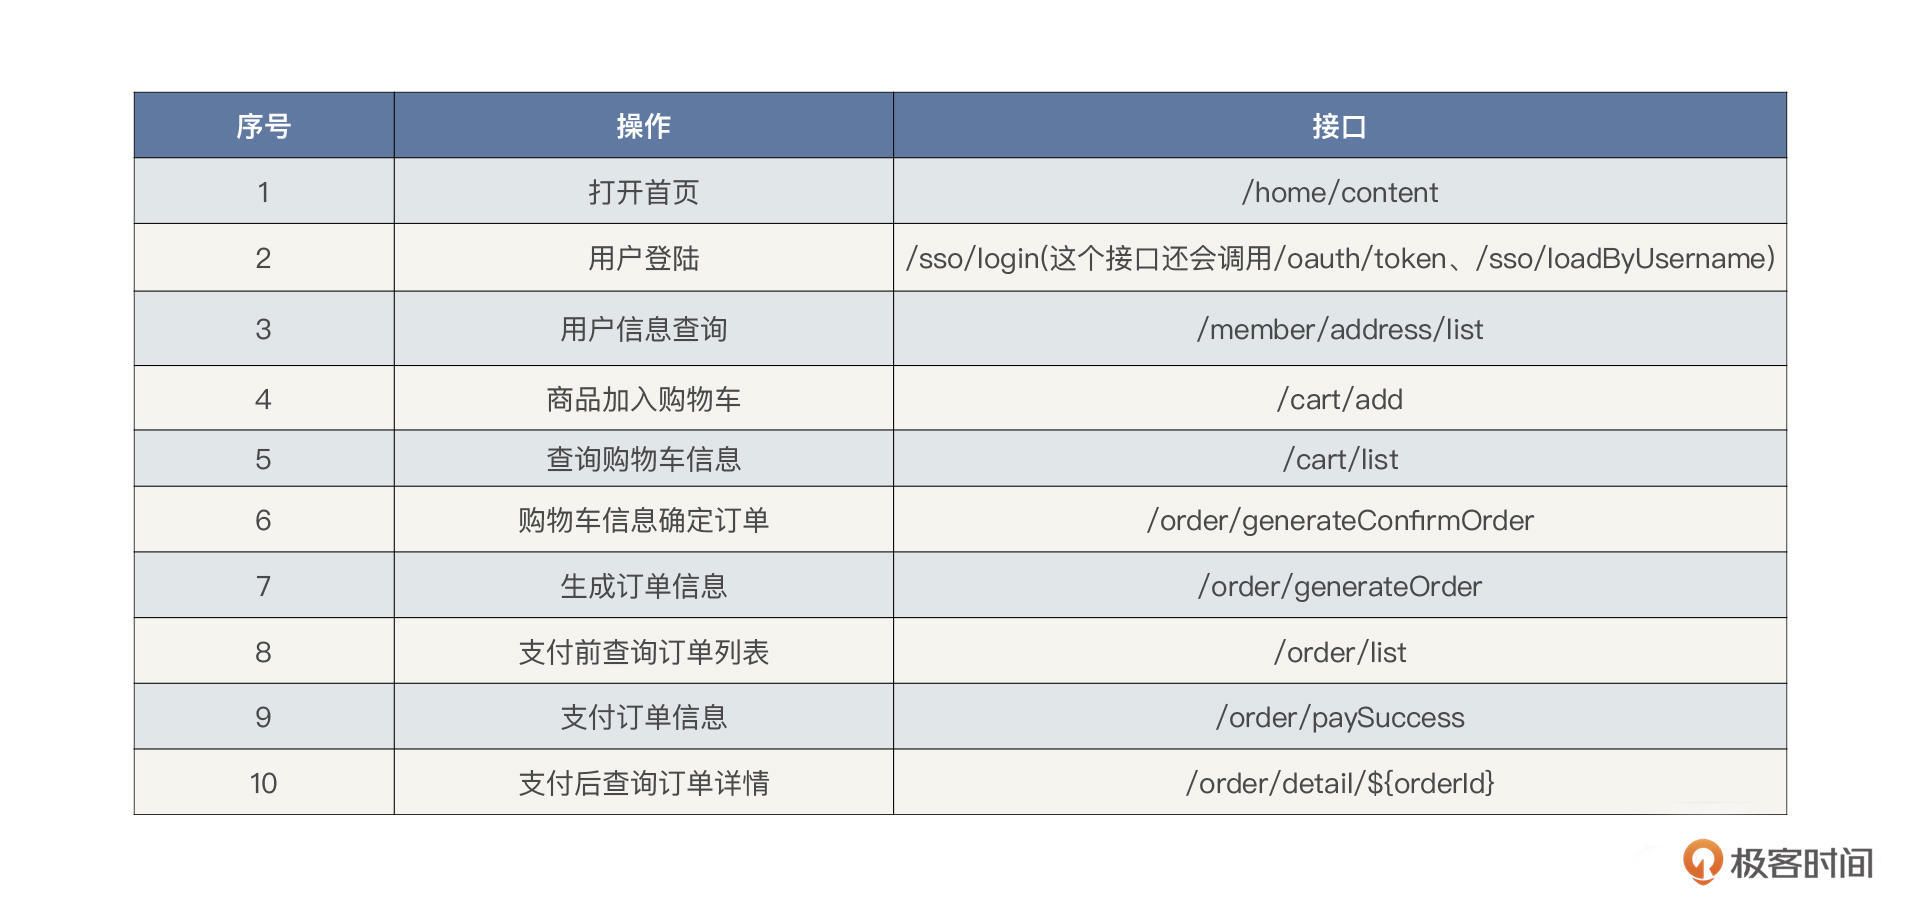 序号 操作 接口
1 打开首页 /home/content
2 用户登陆 /sso/login(这个接口还会调用/oauth/token、/sso/loadByUsername)
3 用户信息查询 /member/address/list
4 商品加入购物车 /cart/add
5 查询购物车信息 /cart/list
6 购物车信息确定订单 /order/generateConfirmOrder
7 生成订单信息 /order/generateOrder
8 支付前查询订单列表 /order/list
9 支付订单信息 /order/paySuccess
10 支付后查询订单详情 /order/detail/${orderId}
极客时间